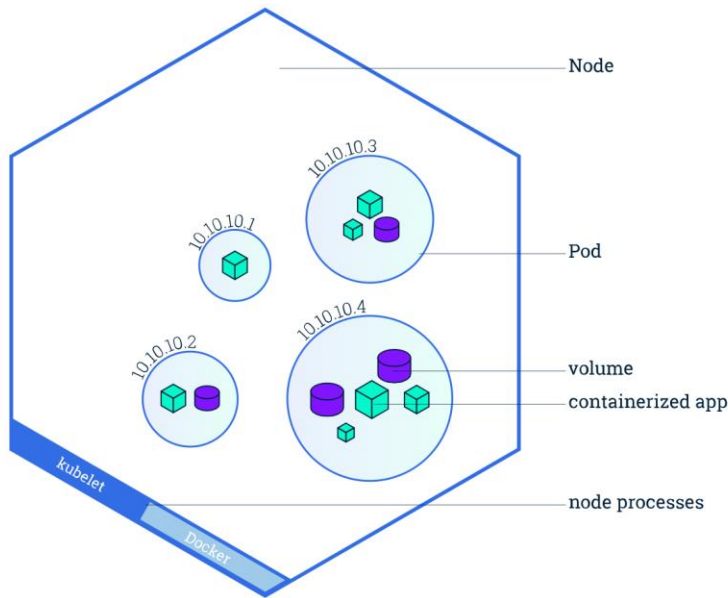 Node
10.10.10.3
10.10.10.1
Pod
10.10.10.4
10.10.10.2
volume
containerized app
kubelet
node processes
Docker